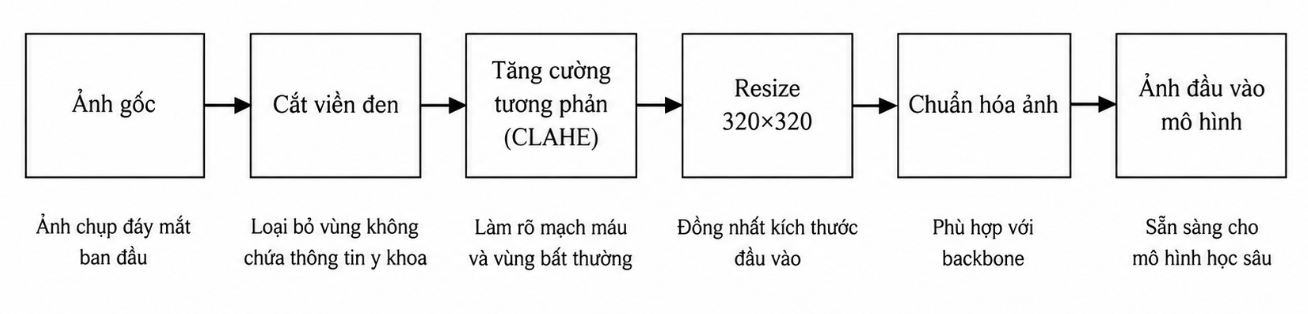 Ảnh gốc
Cắt viền đen
Tăng cường
tương phản
(CLAHE)
Resize
320×320
Chuẩn hóa ảnh
Ảnh đầu vào
mô hình
Ảnh chụp đáy mắt
ban đầu
Loại bỏ vùng không
chứa thông tin y khoa
Làm rõ mạch máu
và vùng bất thường
Đồng nhất kích thước
đầu vào
Phù hợp với
backbone
Sẵn sàng cho
mô hình học sâu